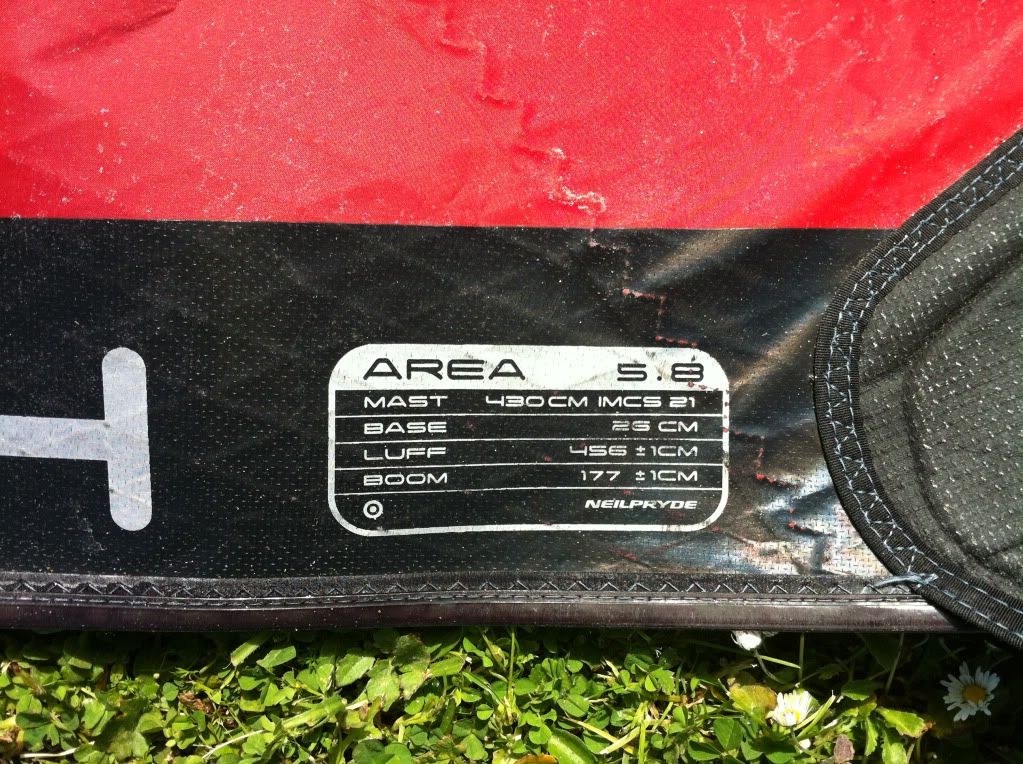 AREA 5.8
MAST 430CM IMCS 21
BASE 26 CM
LUFF 456 ±1CM
BOOM 177 ±1CM
NEILPRYDE